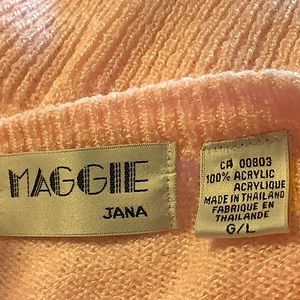 MAGGIE
JANA
CA 00803
100% ACRYLIC
ACRYLIQUE
MADE IN THAILAND
FABRIQUE EN
THAILANDE
G/L